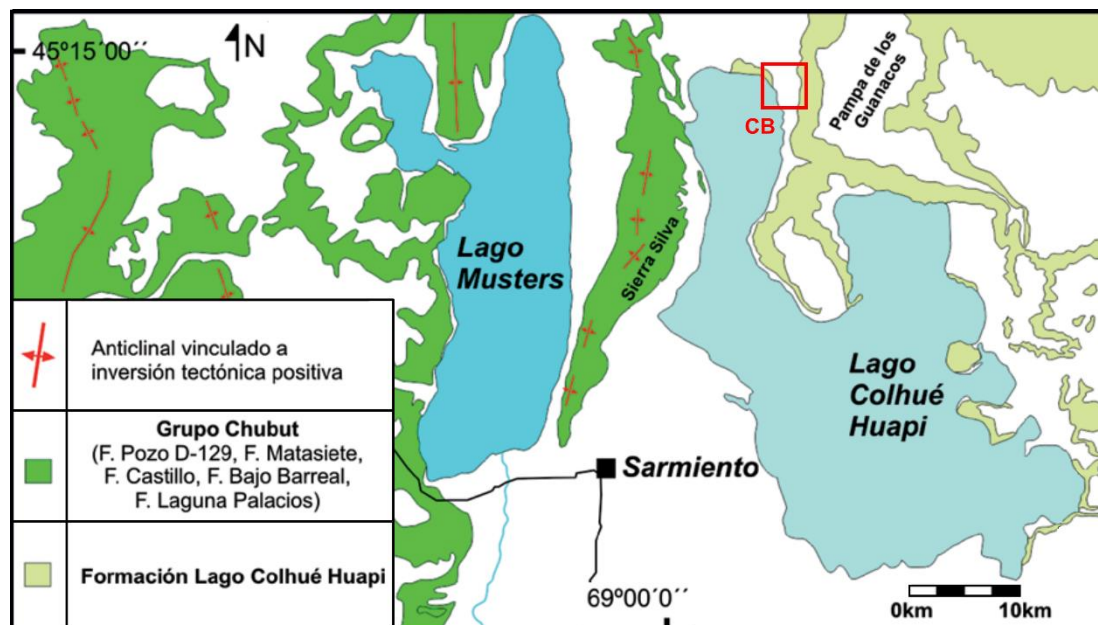 45º15´00´´
N
CB
Pampa de los
Guanacos
Lago
Musters
Sierra Silva
Lago
Colhué
Huapi
Sarmiento
69º00´0´´
0km 10km
Anticlinal vinculado a
inversión tectónica positiva
Grupo Chubut
(F. Pozo D-129, F. Matasiete,
F. Castillo, F. Bajo Barreal,
F. Laguna Palacios)
Formación Lago Colhué Huapi